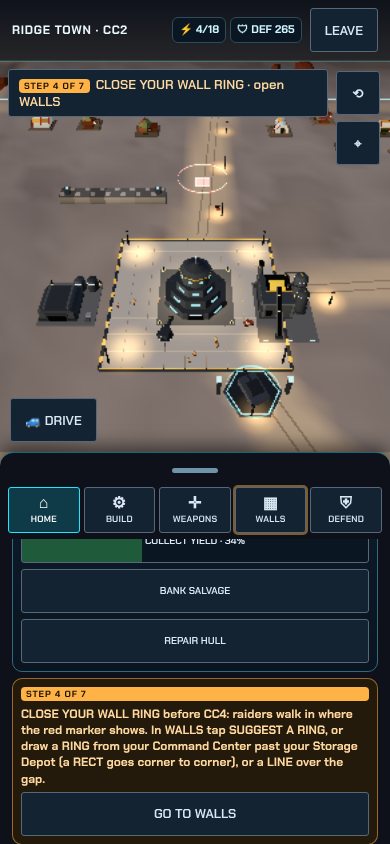 RIDGE TOWN · CC2
⚡ 4/18
🛡 DEF 265
LEAVE
STEP 4 OF 7 CLOSE YOUR WALL RING · open
WALLS
DRIVE
HOME
BUILD
WEAPONS
WALLS
DEFEND
COLLECT YIELD · 34%
BANK SALVAGE
REPAIR HULL
STEP 4 OF 7
CLOSE YOUR WALL RING before CC4: raiders walk in where
the red marker shows. In WALLS tap SUGGEST A RING, or
draw a RING from your Command Center past your Storage
Depot (a RECT goes corner to corner), or a LINE over the
gap.
GO TO WALLS